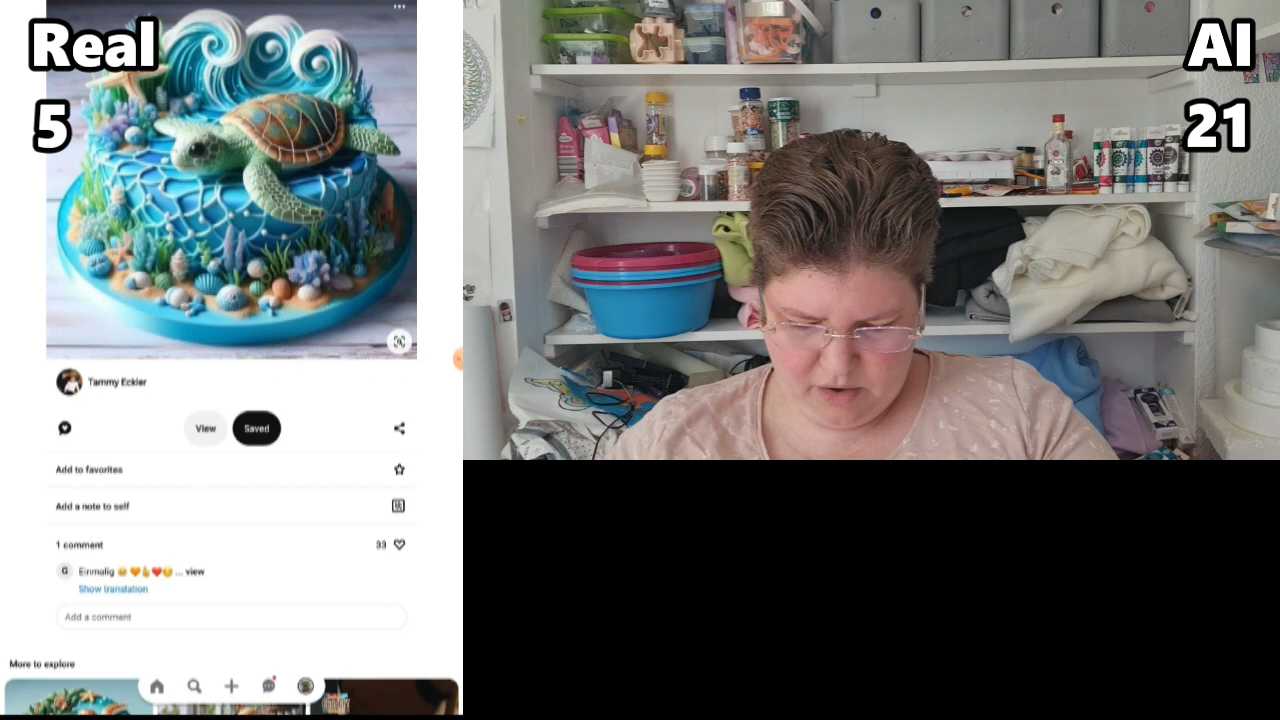 Real
5
AI
21
Tammy Eckler
View
Saved
Add to favorites
Add a note to self
1 comment
33
G
Einmalig 🥹 🧡💪❤️😊 ... view
Show translation
Add a comment
More to explore